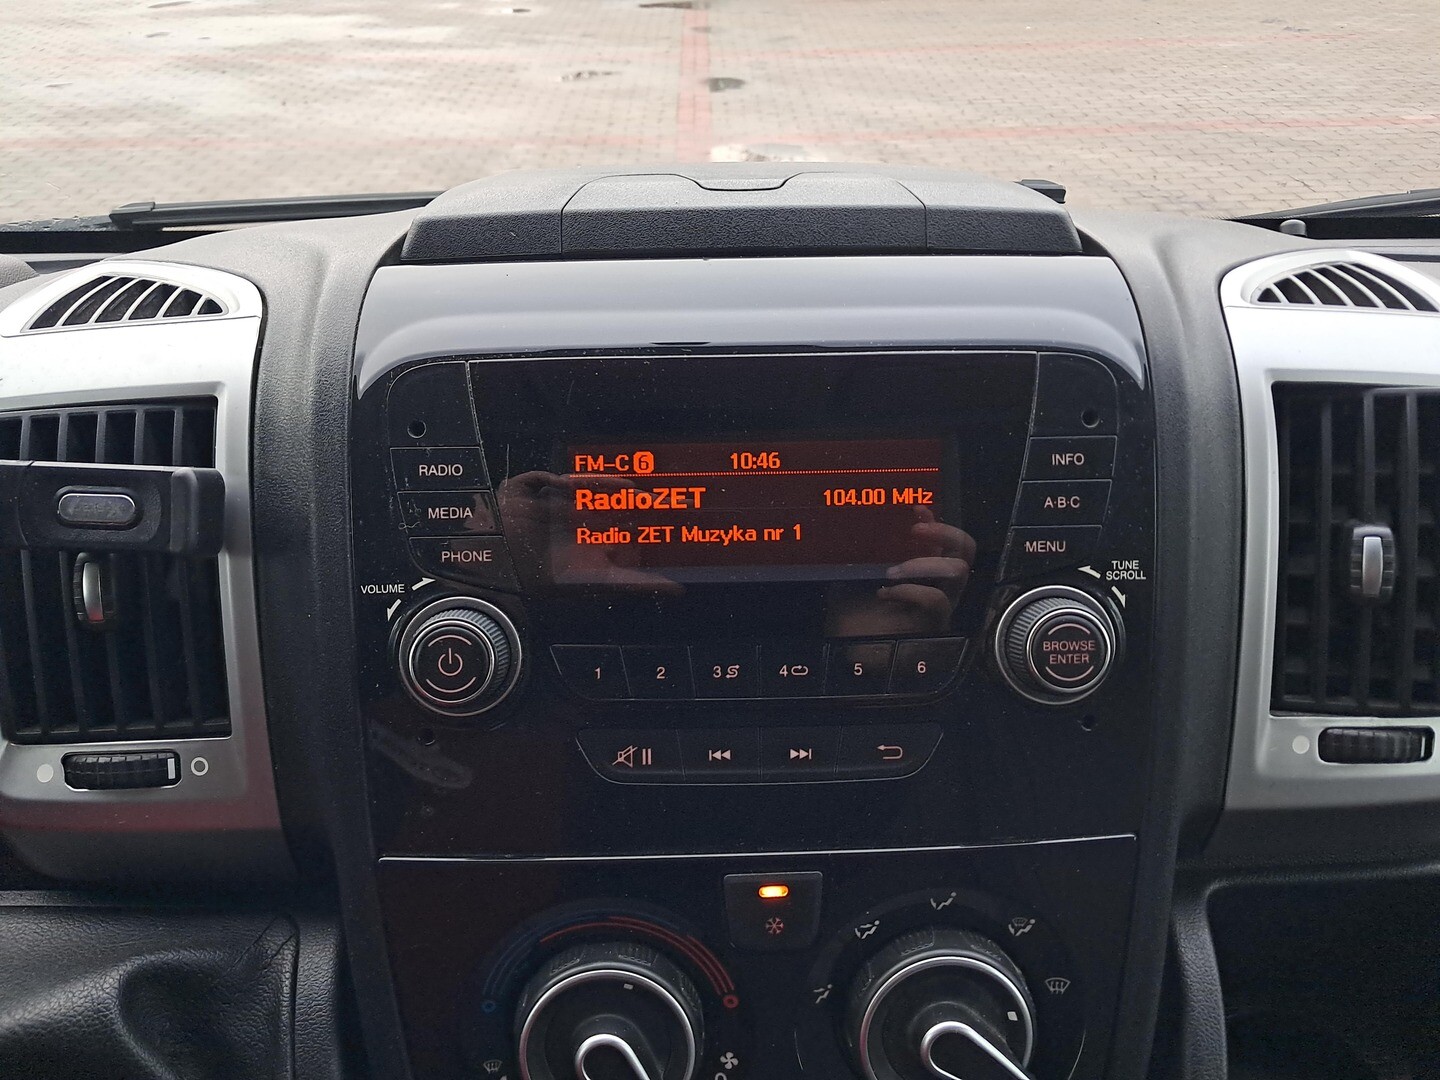 FM-C 6 10:46
RadioZET 104.00 MHz
Radio ZET Muzyka nr 1
RADIO
MEDIA
PHONE
VOLUME
INFO
A·B·C
MENU
TUNE
SCROLL
BROWSE
ENTER
1 2 3 4 5 6